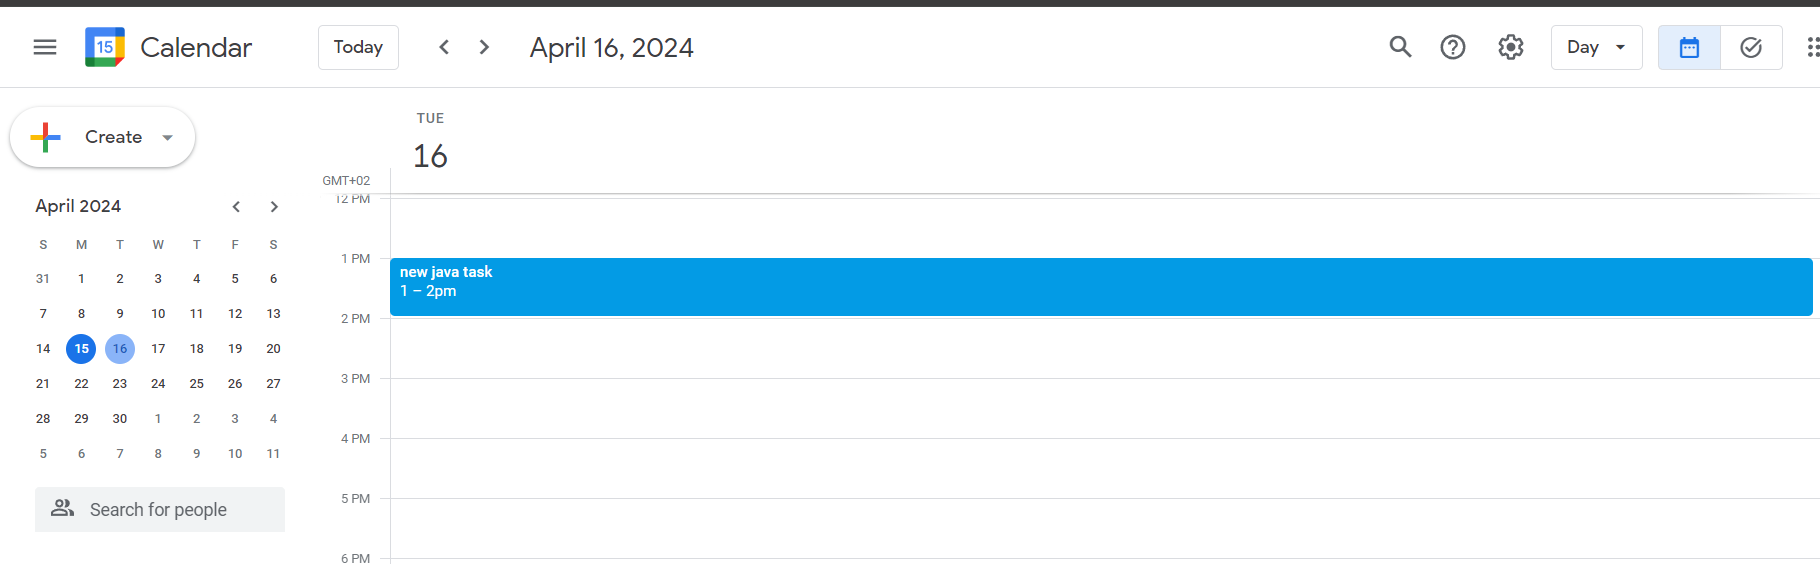 15 Calendar Today April 16, 2024 Day
Create
TUE
16
GMT+02
April 2024
S M T W T F S
31 1 2 3 4 5 6
7 8 9 10 11 12 13
14 15 16 17 18 19 20
21 22 23 24 25 26 27
28 29 30 1 2 3 4
5 6 7 8 9 10 11
Search for people
12 PM
1 PM
new java task
1 – 2pm
2 PM
3 PM
4 PM
5 PM
6 PM